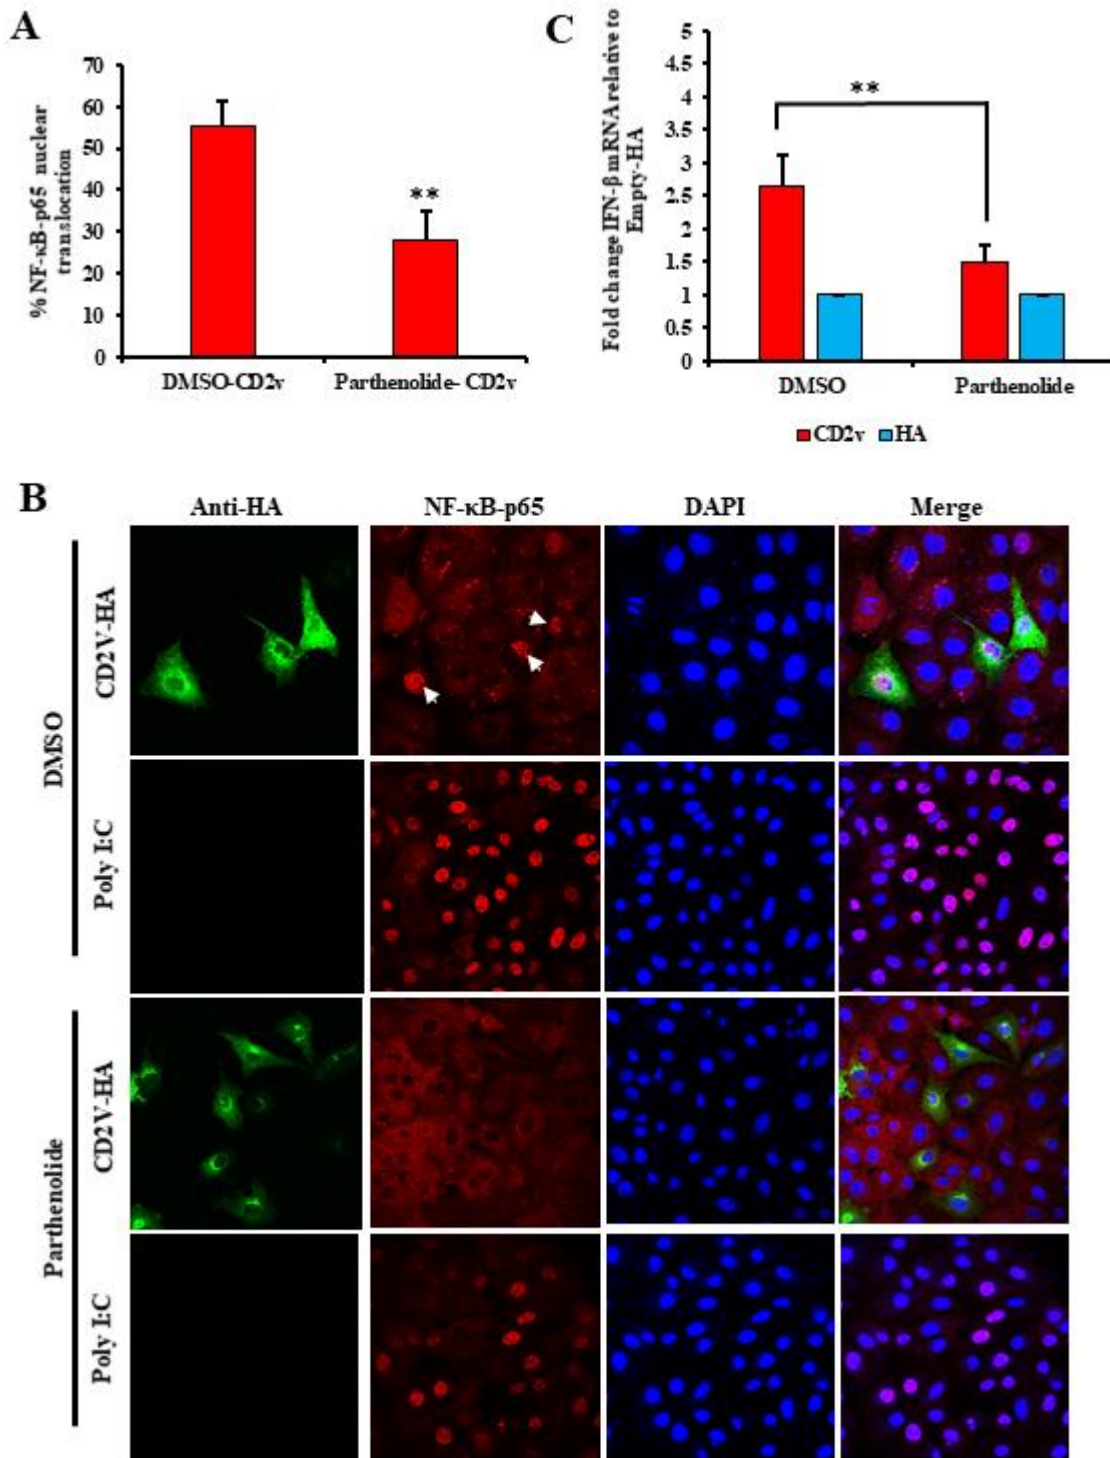 A
70
60
50
40
30
20
10
0
% NF-κB-p65 nuclear
translocation
**
DMSO-CD2v
Parthenolide- CD2v
C
5
4.5
4
3.5
3
2.5
2
1.5
1
0.5
0
Fold change IFN-β mRNA relative to
Empty-HA
**
DMSO
Parthenolide
CD2v
HA
B
Anti-HA
NF-κB-p65
DAPI
Merge
DMSO
CD2V-HA
Poly I:C
Parthenolide
CD2V-HA
Poly I:C